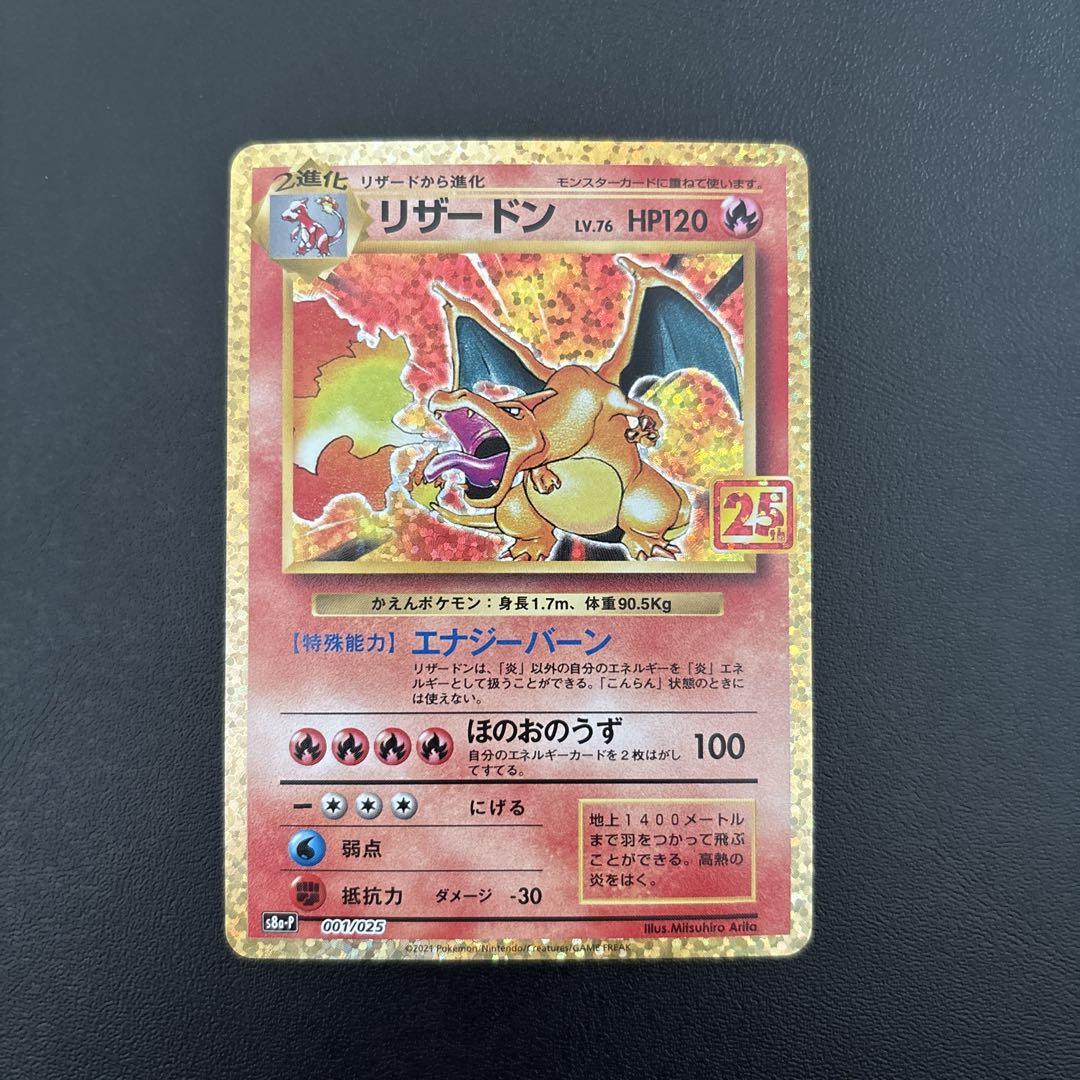 2進化 リザードから進化 モンスターカードに重ねて使います。
リザードン LV.76 HP120
25th
かえんポケモン：身長1.7m、体重90.5Kg
【特殊能力】エナジーバーン
リザードンは、「炎」以外の自分のエネルギーを「炎」エネ
ルギーとして扱うことができる。「こんらん」状態のときに
は使えない。
ほのおのうず 100
自分のエネルギーカードを２枚はがし
てすてる。
ー にげる
弱点
抵抗力 ダメージ -30
地上１４００メートル
まで羽をつかって飛ぶ
ことができる。高熱の
炎をはく。
s8a-P 001/025
Illus.Mitsuhiro Arita
©2021 Pokémon/Nintendo/Creatures/GAME FREAK